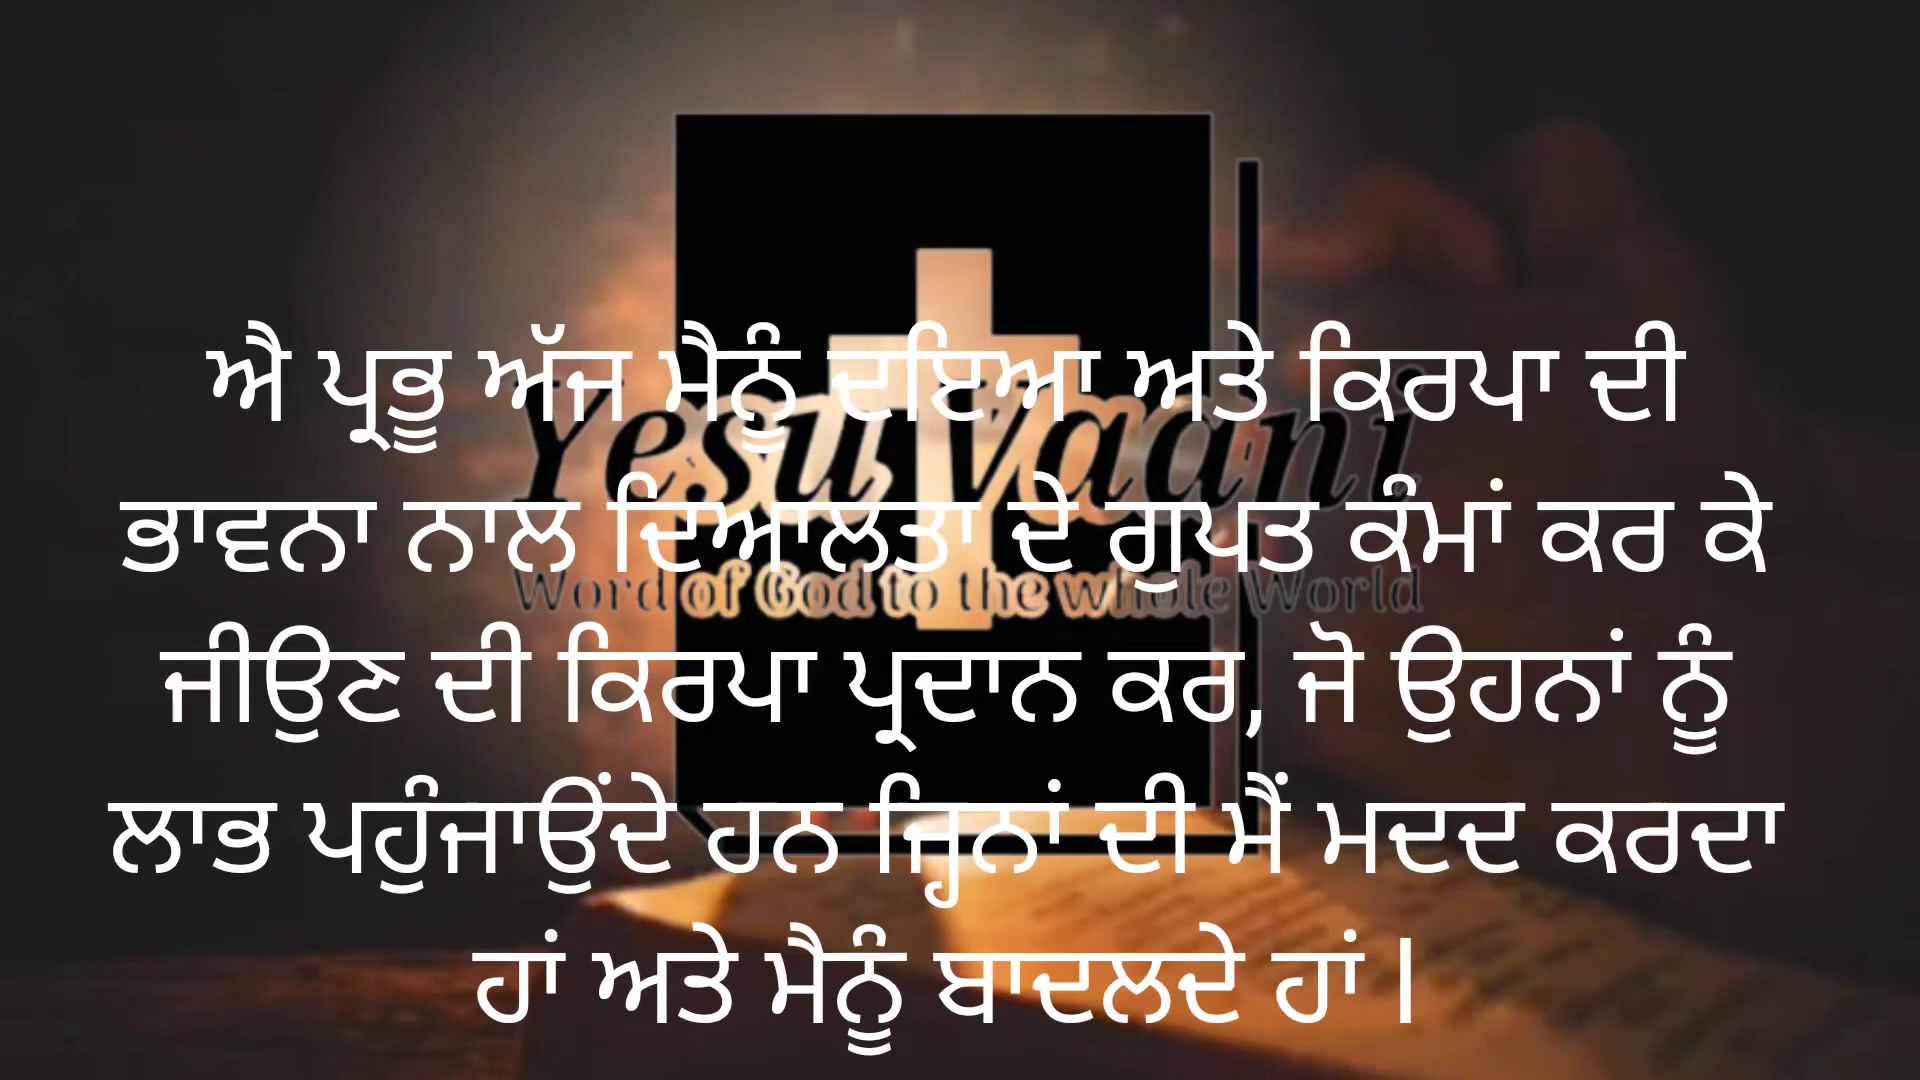 ਐ ਪ੍ਰਭੂ ਅੱਜ ਮੈਨੂੰ ਦਇਆ ਅਤੇ ਕਿਰਪਾ ਦੀ
ਭਾਵਨਾ ਨਾਲ ਦਿਆਲਤਾ ਦੇ ਗੁਪਤ ਕੰਮਾਂ ਕਰ ਕੇ
ਜੀਉਣ ਦੀ ਕਿਰਪਾ ਪ੍ਰਦਾਨ ਕਰ, ਜੋ ਉਹਨਾਂ ਨੂੰ
ਲਾਭ ਪਹੁੰਜਾਉਂਦੇ ਹਨ ਜ੍ਹਿਨਾਂ ਦੀ ਮੈਂ ਮਦਦ ਕਰਦਾ
ਹਾਂ ਅਤੇ ਮੈਨੂੰ ਬਾਦਲਦੇ ਹਾਂ l
Yesu Vaani
Word of God to the whole World